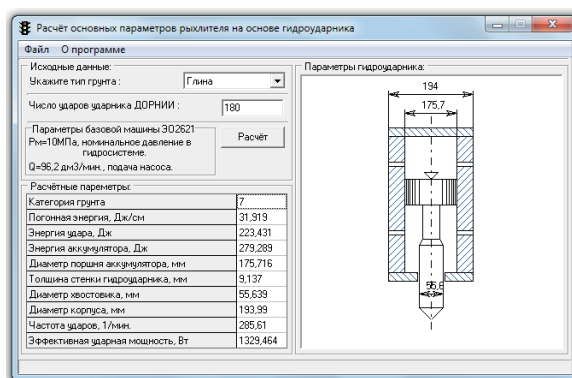 Расчёт основных параметров рыхлителя на основе гидроударника
Файл О программе
Исходные данные:
Укажите тип грунта :
Глина
Число ударов ударника ДОРНИИ :
180
Параметры базовой машины ЭО2621
Рм=10МПа, номинальное давление в
гидросистеме.
Q=96,2 дм3/мин., подача насоса.
Расчёт
Расчётные параметры:
Категория грунта 7
Погонная энергия, Дж/см 31,919
Энергия удара, Дж 223,431
Энергия аккумулятора, Дж 279,289
Диаметр поршня аккумулятора, мм 175,716
Толщина стенки гидроударника, мм 9,137
Диаметр хвостовика, мм 55,639
Диаметр корпуса, мм 193,99
Частота ударов, 1/мин. 285,61
Эффективная ударная мощность, Вт 1329,464
Параметры гидроударника:
194
175,7
55,6